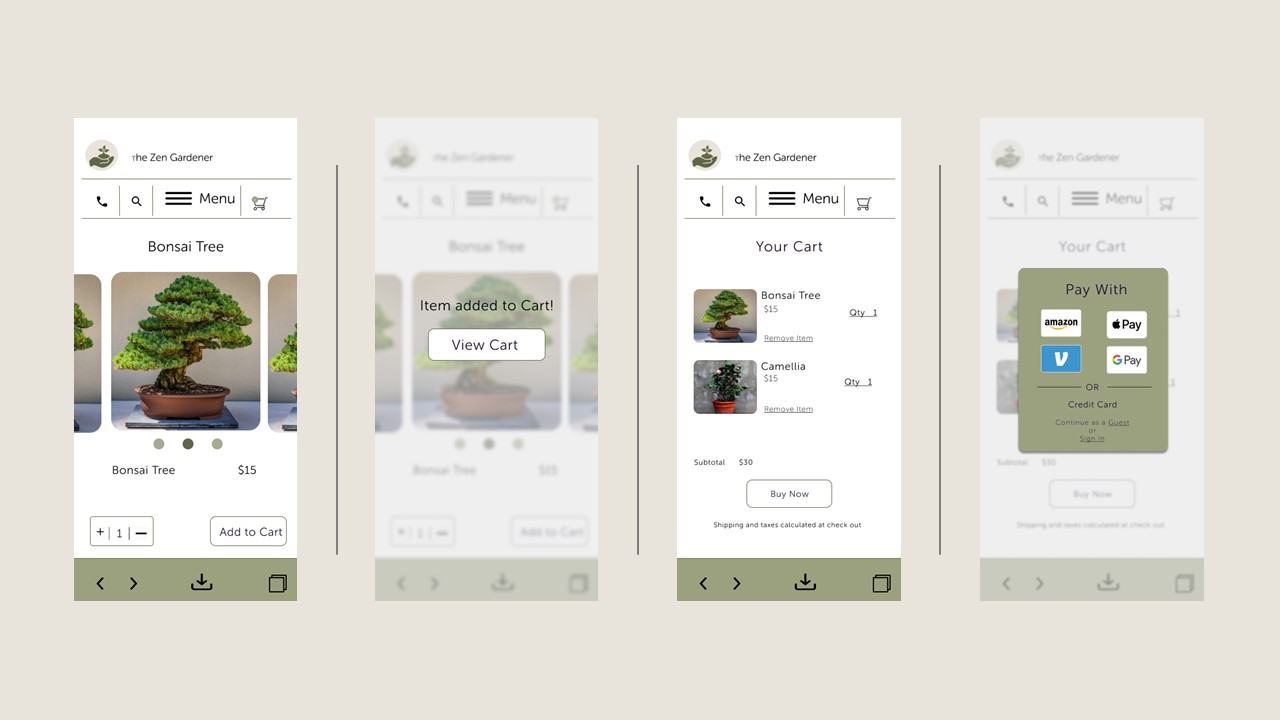 The Zen Gardener
Menu
Bonsai Tree
Bonsai Tree $15
+ | 1 | — Add to Cart
The Zen Gardener
Menu
Bonsai Tree
Item added to Cart!
View Cart
Bonsai Tree $15
+ | 1 | — Add to Cart
The Zen Gardener
Menu
Your Cart
Bonsai Tree
$15
Qty 1
Remove Item
Camellia
$15
Qty 1
Remove Item
Subtotal $30
Buy Now
Shipping and taxes calculated at check out
The Zen Gardener
Menu
Your Cart
Pay With
amazon
Pay
V
G Pay
1
1
OR
Credit Card
Continue as a Guest
or
Sign In
Subtotal $30
Buy Now
Shipping and taxes calculated at check out